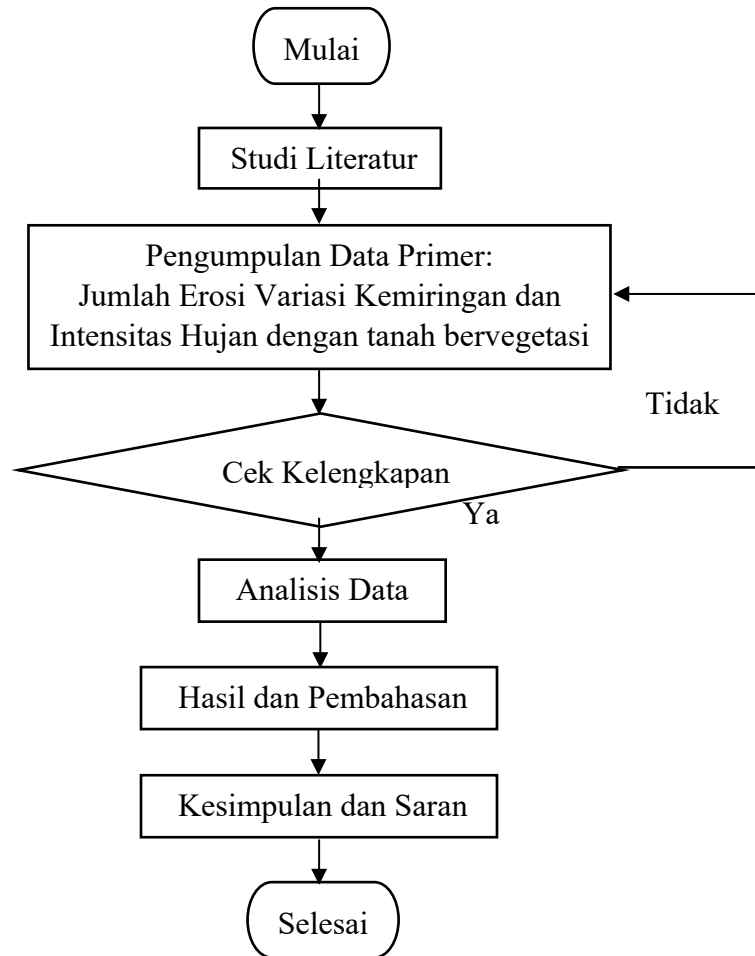 Mulai
Studi Literatur
Pengumpulan Data Primer:
Jumlah Erosi Variasi Kemiringan dan
Intensitas Hujan dengan tanah bervegetasi
Tidak
Cek Kelengkapan
Ya
Analisis Data
Hasil dan Pembahasan
Kesimpulan dan Saran
Selesai